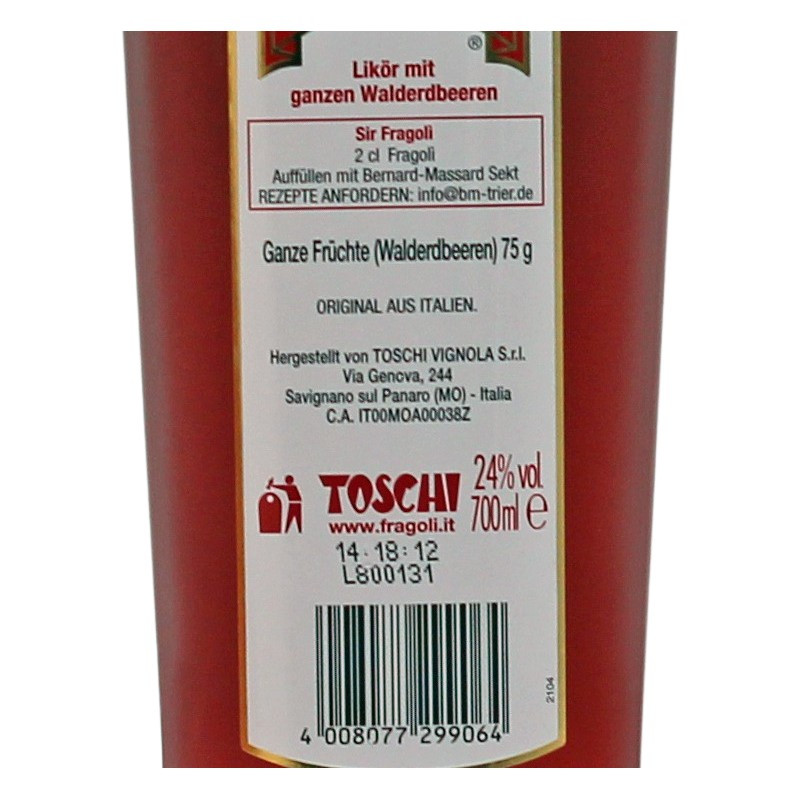 ®
Likör mit
ganzen Walderdbeeren
Sir Fragolì
2 cl Fragolì
Auffüllen mit Bernard-Massard Sekt
REZEPTE ANFORDERN: info@bm-trier.de
Ganze Früchte (Walderdbeeren) 75 g
ORIGINAL AUS ITALIEN.
Hergestellt von TOSCHI VIGNOLA S.r.l.
Via Genova, 244
Savignano sul Panaro (MO) - Italia
C.A. IT00MOA00038Z
TOSCHI
www.fragoli.it
24% vol.
700ml e
14:18:12
L800131
2104
4 008077 299064